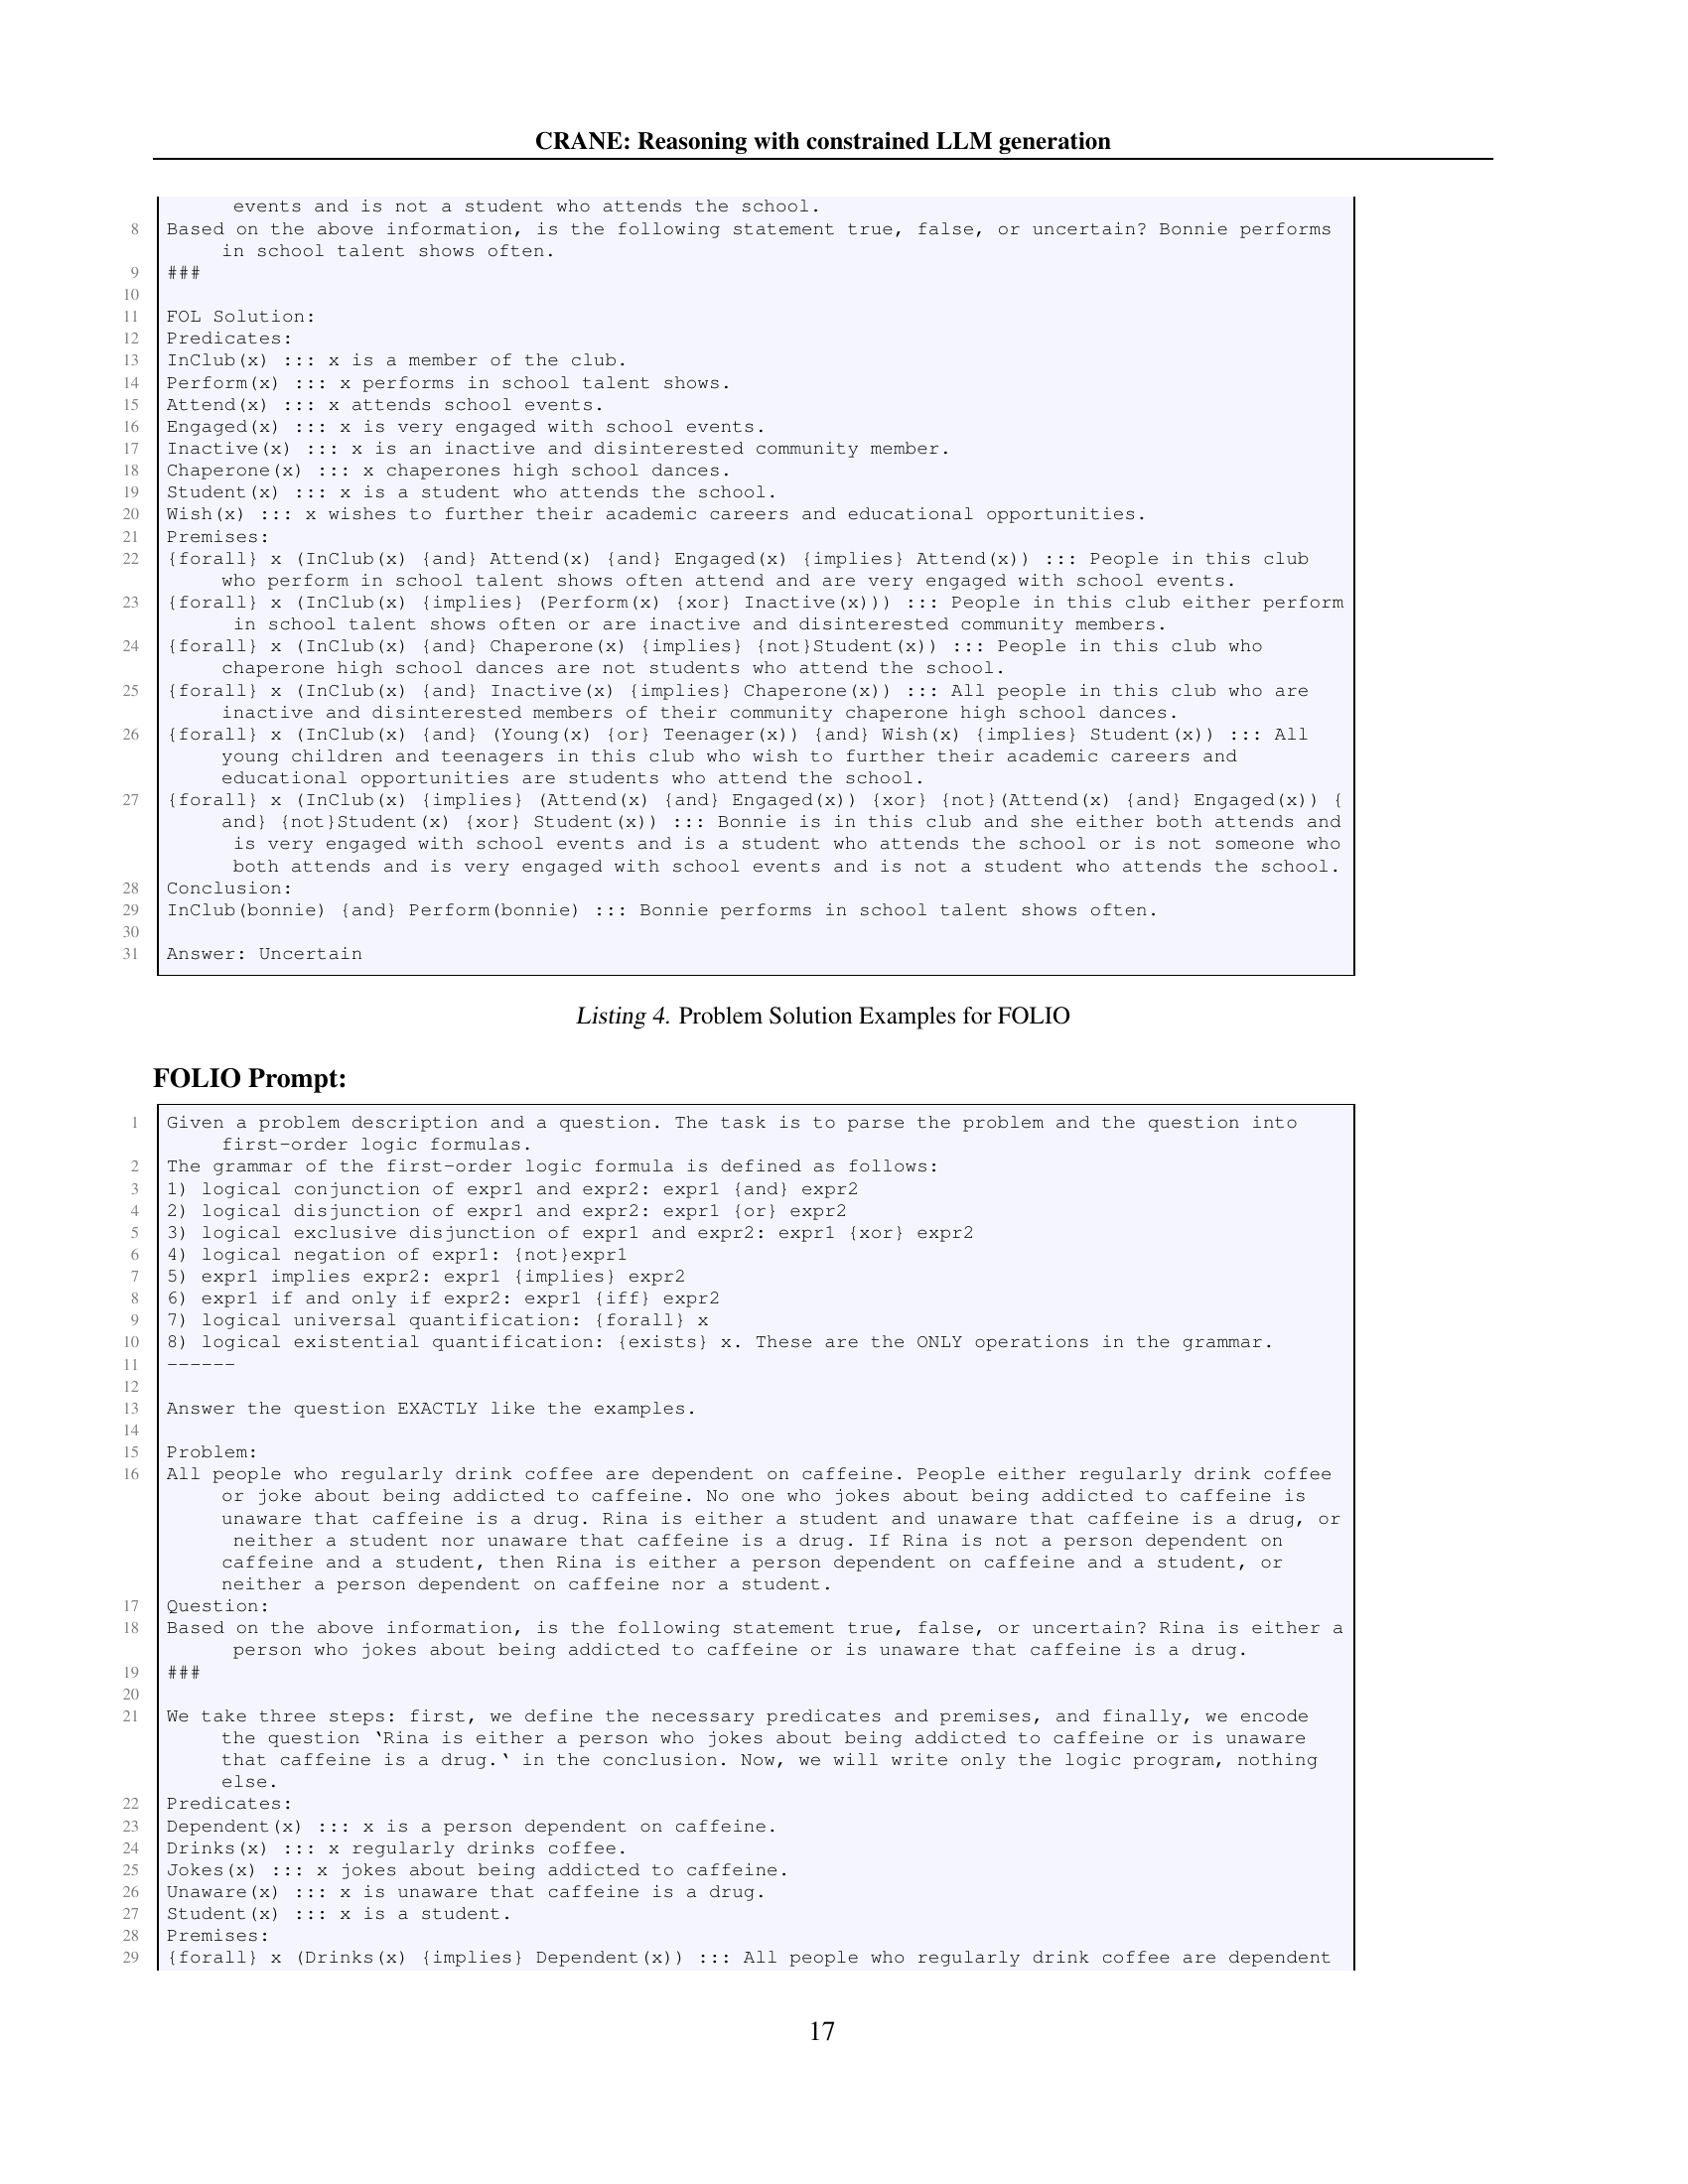 CRANE: Reasoning with constrained LLM generation
events and is not a student who attends the school.
8 Based on the above information, is the following statement true, false, or uncertain? Bonnie performs
in school talent shows often.
9 ###
10
11 FOL Solution:
12 Predicates:
13 InClub(x) ::: x is a member of the club.
14 Perform(x) ::: x performs in school talent shows.
15 Attend(x) ::: x attends school events.
16 Engaged(x) ::: x is very engaged with school events.
17 Inactive(x) ::: x is an inactive and disinterested community member.
18 Chaperone(x) ::: x chaperones high school dances.
19 Student(x) ::: x is a student who attends the school.
20 Wish(x) ::: x wishes to further their academic careers and educational opportunities.
21 Premises:
22 {forall} x (InClub(x) {and} Attend(x) {and} Engaged(x) {implies} Attend(x)) ::: People in this club
who perform in school talent shows often attend and are very engaged with school events.
23 {forall} x (InClub(x) {implies} (Perform(x) {xor} Inactive(x))) ::: People in this club either perform
in school talent shows often or are inactive and disinterested community members.
24 {forall} x (InClub(x) {and} Chaperone(x) {implies} {not}Student(x)) ::: People in this club who
chaperone high school dances are not students who attend the school.
25 {forall} x (InClub(x) {and} Inactive(x) {implies} Chaperone(x)) ::: All people in this club who are
inactive and disinterested members of their community chaperone high school dances.
26 {forall} x (InClub(x) {and} (Young(x) {or} Teenager(x)) {and} Wish(x) {implies} Student(x)) ::: All
young children and teenagers in this club who wish to further their academic careers and
educational opportunities are students who attend the school.
27 {forall} x (InClub(x) {implies} (Attend(x) {and} Engaged(x)) {xor} {not}(Attend(x) {and} Engaged(x)) {
and} {not}Student(x) {xor} Student(x)) ::: Bonnie is in this club and she either both attends and
is very engaged with school events and is a student who attends the school or is not someone who
both attends and is very engaged with school events and is not a student who attends the school.
28 Conclusion:
29 InClub(bonnie) {and} Perform(bonnie) ::: Bonnie performs in school talent shows often.
30
31 Answer: Uncertain
Listing 4. Problem Solution Examples for FOLIO
FOLIO Prompt:
1 Given a problem description and a question. The task is to parse the problem and the question into
first-order logic formulas.
2 The grammar of the first-order logic formula is defined as follows:
3 1) logical conjunction of expr1 and expr2: expr1 {and} expr2
4 2) logical disjunction of expr1 and expr2: expr1 {or} expr2
5 3) logical exclusive disjunction of expr1 and expr2: expr1 {xor} expr2
6 4) logical negation of expr1: {not}expr1
7 5) expr1 implies expr2: expr1 {implies} expr2
8 6) expr1 if and only if expr2: expr1 {iff} expr2
9 7) logical universal quantification: {forall} x
10 8) logical existential quantification: {exists} x. These are the ONLY operations in the grammar.
11 ------
12
13 Answer the question EXACTLY like the examples.
14
15 Problem:
16 All people who regularly drink coffee are dependent on caffeine. People either regularly drink coffee
or joke about being addicted to caffeine. No one who jokes about being addicted to caffeine is
unaware that caffeine is a drug. Rina is either a student and unaware that caffeine is a drug, or
neither a student nor unaware that caffeine is a drug. If Rina is not a person dependent on
caffeine and a student, then Rina is either a person dependent on caffeine and a student, or
neither a person dependent on caffeine nor a student.
17 Question:
18 Based on the above information, is the following statement true, false, or uncertain? Rina is either a
person who jokes about being addicted to caffeine or is unaware that caffeine is a drug.
19 ###
20
21 We take three steps: first, we define the necessary predicates and premises, and finally, we encode
the question ‘Rina is either a person who jokes about being addicted to caffeine or is unaware
that caffeine is a drug.‘ in the conclusion. Now, we will write only the logic program, nothing
else.
22 Predicates:
23 Dependent(x) ::: x is a person dependent on caffeine.
24 Drinks(x) ::: x regularly drinks coffee.
25 Jokes(x) ::: x jokes about being addicted to caffeine.
26 Unaware(x) ::: x is unaware that caffeine is a drug.
27 Student(x) ::: x is a student.
28 Premises:
29 {forall} x (Drinks(x) {implies} Dependent(x)) ::: All people who regularly drink coffee are dependent
17